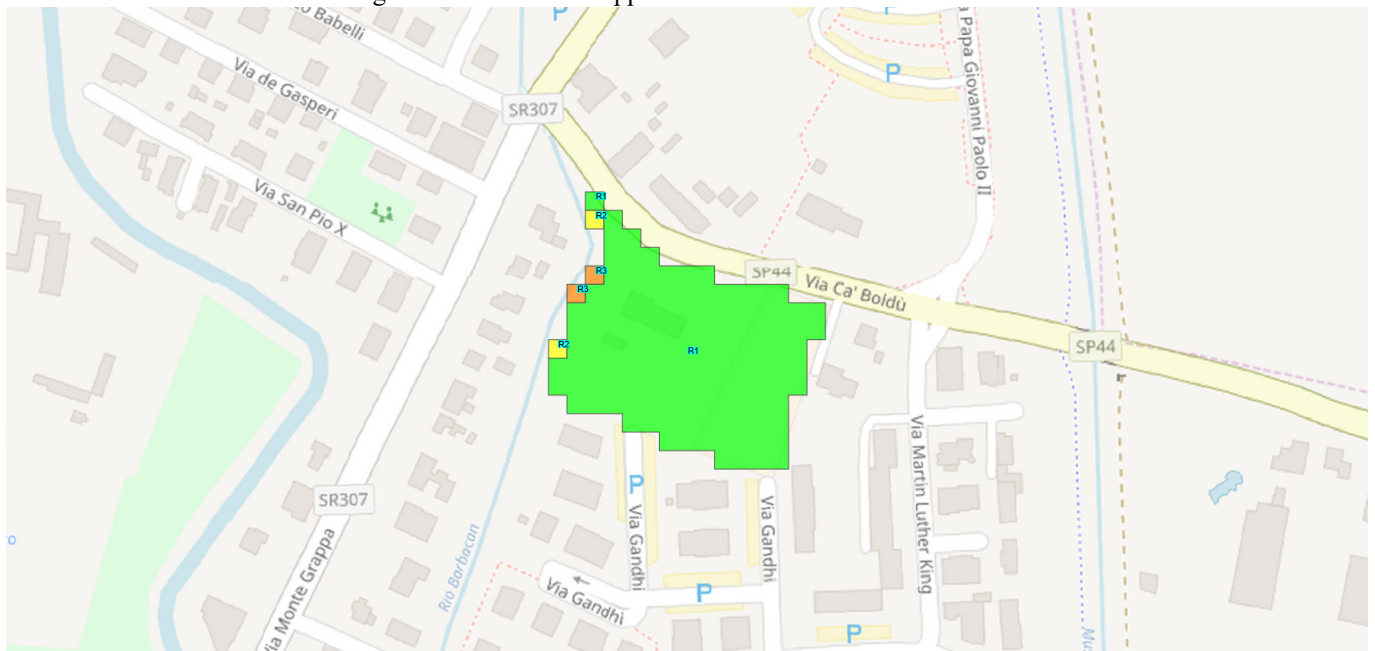 Babelli
P
P
Via de Gasperi
SR307
P
Papa Giovanni Paolo II
Via San Pio X
R1
R2
R3
R3
SP44
Via Ca' Boldù
R2
R1
SP44
SR307
P
Via Gandhi
Via Gandhi
Via Martin Luther King
Rio Borbacan
Via Monte Grappa
Via Gandhi
P
P